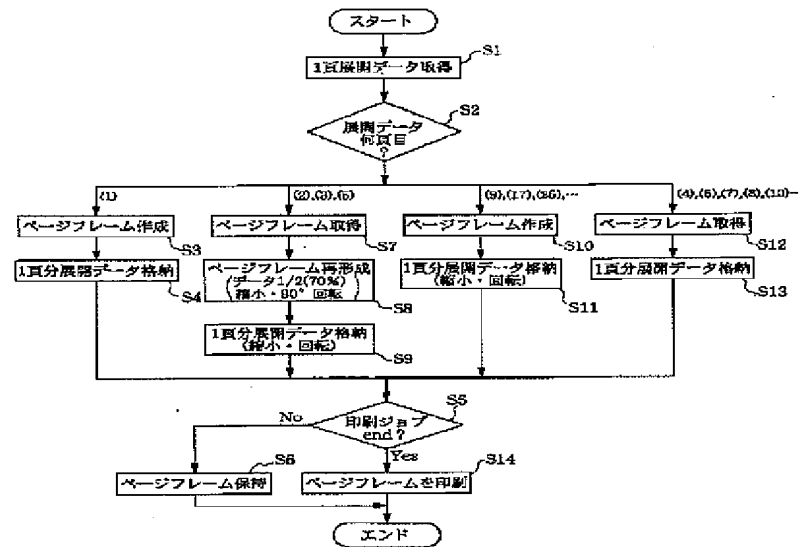 スタート
S1
1頁展開データ取得
S2
展開データ
何頁目
?
(1)
(2),(3),(5)
(9),(17),(25),…
(4),(6),(7),(8),(10)…
ページフレーム作成
S3
ページフレーム取得
S7
ページフレーム作成
S10
ページフレーム取得
S12
1頁分展開データ格納
S4
ページフレーム再形成
(データ1/2(70%)
縮小・90°回転)
S8
1頁分展開データ格納
(縮小・回転)
S11
1頁分展開データ格納
S13
1頁分展開データ格納
(縮小・回転)
S9
印刷ジョブ
end?
S5
No
Yes
ページフレーム保持
S6
ページフレームを印刷
S14
エンド